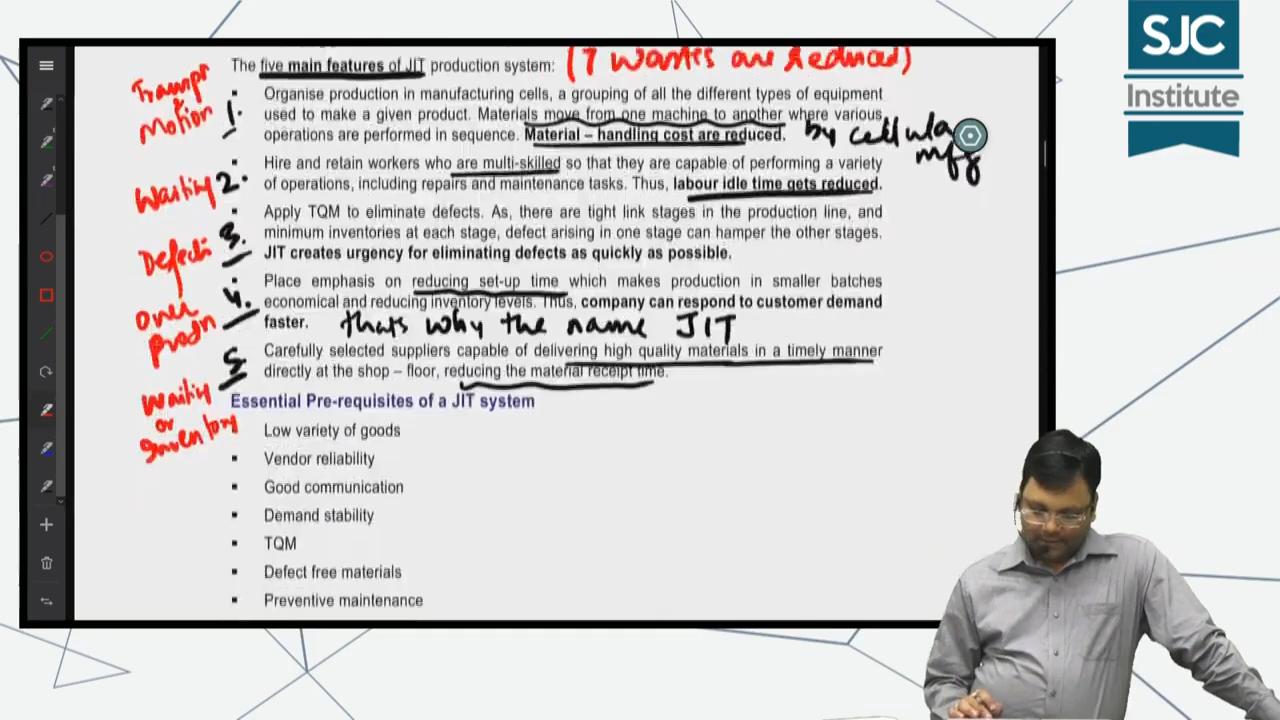 SJC
Institute
The five main features of JIT production system: (7 Wastes are Reduced)
Transpr
Motion
1.
▪ Organise production in manufacturing cells, a grouping of all the different types of equipment
used to make a given product. Materials move from one machine to another where various
operations are performed in sequence. Material – handling cost are reduced. by cellula
mfg
Waiting 2.
▪ Hire and retain workers who are multi-skilled so that they are capable of performing a variety
of operations, including repairs and maintenance tasks. Thus, labour idle time gets reduced.
Defects 3.
▪ Apply TQM to eliminate defects. As, there are tight link stages in the production line, and
minimum inventories at each stage, defect arising in one stage can hamper the other stages.
JIT creates urgency for eliminating defects as quickly as possible.
Over
prodn
4.
▪ Place emphasis on reducing set-up time which makes production in smaller batches
economical and reducing inventory levels. Thus, company can respond to customer demand
faster. thats why the name JIT
5.
▪ Carefully selected suppliers capable of delivering high quality materials in a timely manner
directly at the shop – floor, reducing the material receipt time.
Waiting
or
Inventory
Essential Pre-requisites of a JIT system
▪ Low variety of goods
▪ Vendor reliability
▪ Good communication
▪ Demand stability
▪ TQM
▪ Defect free materials
▪ Preventive maintenance